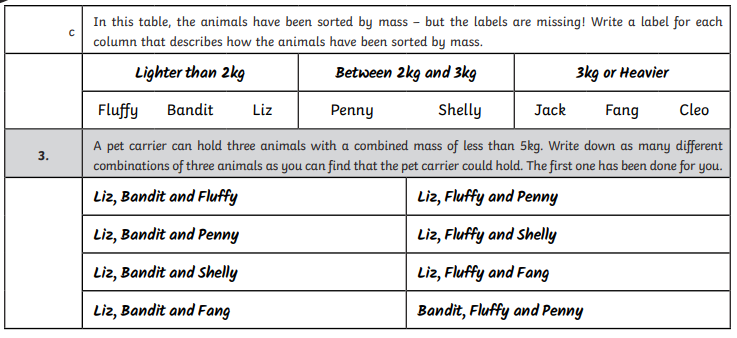 c
In this table, the animals have been sorted by mass – but the labels are missing! Write a label for each
column that describes how the animals have been sorted by mass.
Lighter than 2kg Between 2kg and 3kg 3kg or Heavier
Fluffy Bandit Liz Penny Shelly Jack Fang Cleo
3.
A pet carrier can hold three animals with a combined mass of less than 5kg. Write down as many different
combinations of three animals as you can find that the pet carrier could hold. The first one has been done for you.
Liz, Bandit and Fluffy Liz, Fluffy and Penny
Liz, Bandit and Penny Liz, Fluffy and Shelly
Liz, Bandit and Shelly Liz, Fluffy and Fang
Liz, Bandit and Fang Bandit, Fluffy and Penny